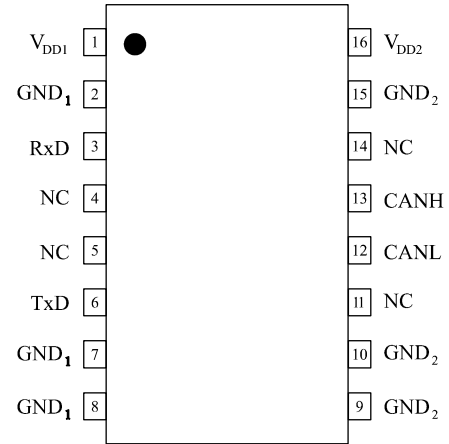 VDD1 1 16 VDD2
GND1 2 15 GND2
RxD 3 14 NC
NC 4 13 CANH
NC 5 12 CANL
TxD 6 11 NC
GND1 7 10 GND2
GND1 8 9 GND2